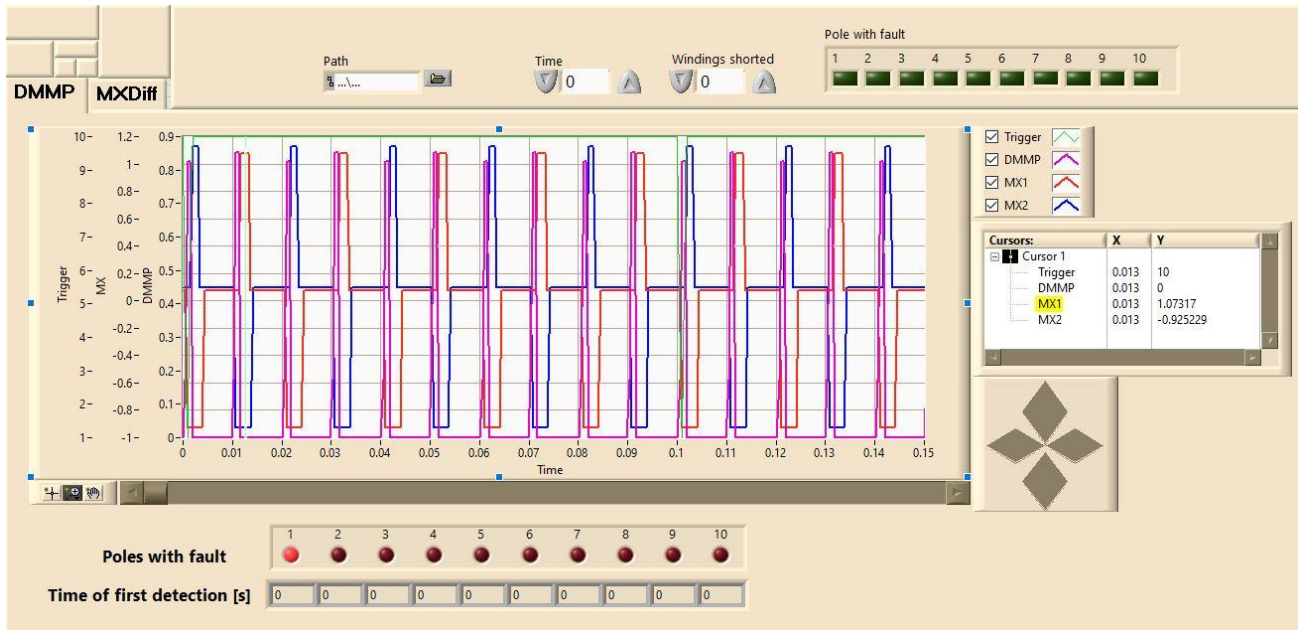 Pole with fault
Path
Time
Windings shorted
1 2 3 4 5 6 7 8 9 10
...\...
0
0
DMMP
MXDiff
10 9 8 7 6 5 4 3 2 1
Trigger
1.2 1 0.8 0.6 0.4 0.2 0 -0.2 -0.4 -0.6 -0.8 -1
MX
0.9 0.8 0.7 0.6 0.5 0.4 0.3 0.2 0.1 0
DMMP
0 0.01 0.02 0.03 0.04 0.05 0.06 0.07 0.08 0.09 0.1 0.11 0.12 0.13 0.14 0.15
Time
Trigger
DMMP
MX1
MX2
Cursors: X Y
Cursor 1
Trigger 0.013 10
DMMP 0.013 0
MX1 0.013 1.07317
MX2 0.013 -0.925229
1 2 3 4 5 6 7 8 9 10
Poles with fault
Time of first detection [s] 0 0 0 0 0 0 0 0 0 0